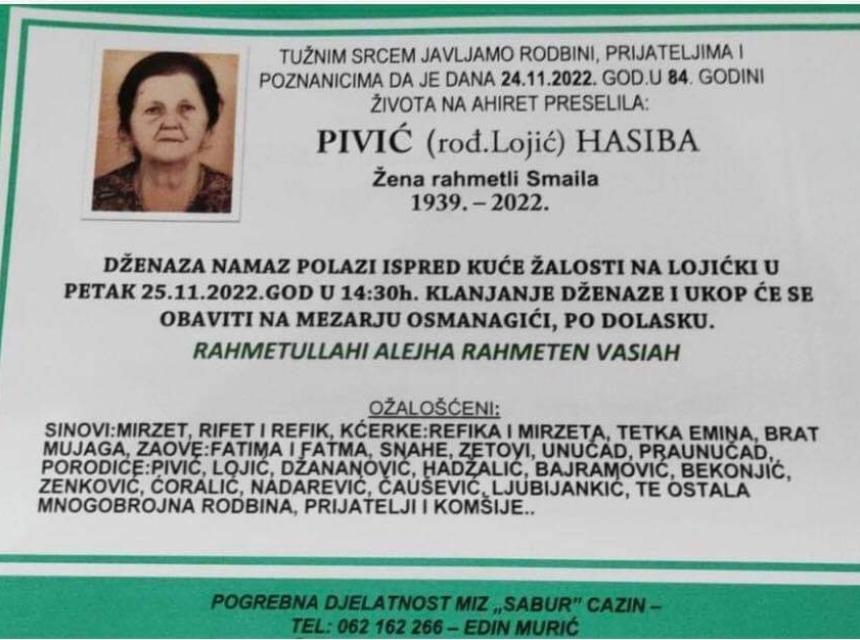 TUŽNIM SRCEM JAVLJAMO RODBINI, PRIJATELJIMA I
POZNANICIMA DA JE DANA 24.11.2022. GOD.U 84. GODINI
ŽIVOTA NA AHIRET PRESELILA:
PIVIĆ (rođ.Lojić) HASIBA
Žena rahmetli Smaila
1939. – 2022.
DŽENAZA NAMAZ POLAZI ISPRED KUĆE ŽALOSTI NA LOJIĆKI U
PETAK 25.11.2022.GOD U 14:30h. KLANJANJE DŽENAZE I UKOP ĆE SE
OBAVITI NA MEZARJU OSMANAGIĆI, PO DOLASKU.
RAHMETULLAHI ALEJHA RAHMETEN VASIAH
OŽALOŠĆENI:
SINOVI:MIRZET, RIFET I REFIK, KĆERKE:REFIKA I MIRZETA, TETKA EMINA, BRAT
MUJAGA, ZAOVE:FATIMA I FATMA, SNAHE, ZETOVI, UNUČAD, PRAUNUČAD,
PORODICE:PIVIĆ, LOJIĆ, DŽANANOVIĆ, HADŽALIĆ, BAJRAMOVIĆ, BEKONJIĆ,
ZENKOVIĆ, ĆORALIĆ, NADAREVIĆ, ČAUŠEVIĆ, LJUBIJANKIĆ, TE OSTALA
MNOGOBROJNA RODBINA, PRIJATELJI I KOMŠIJE..
POGREBNA DJELATNOST MIZ „SABUR" CAZIN –
TEL: 062 162 266 – EDIN MURIĆ